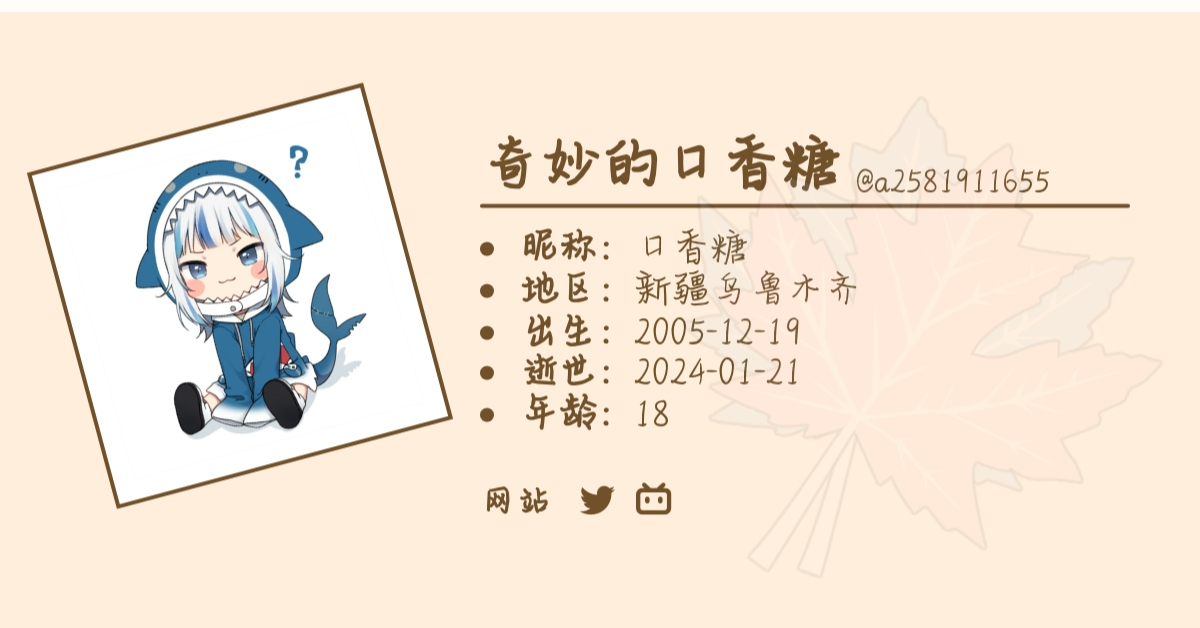 ?
奇妙的口香糖 @a2581911655
昵称： 口香糖
地区： 新疆乌鲁木齐
出生： 2005-12-19
逝世： 2024-01-21
年龄： 18
网站